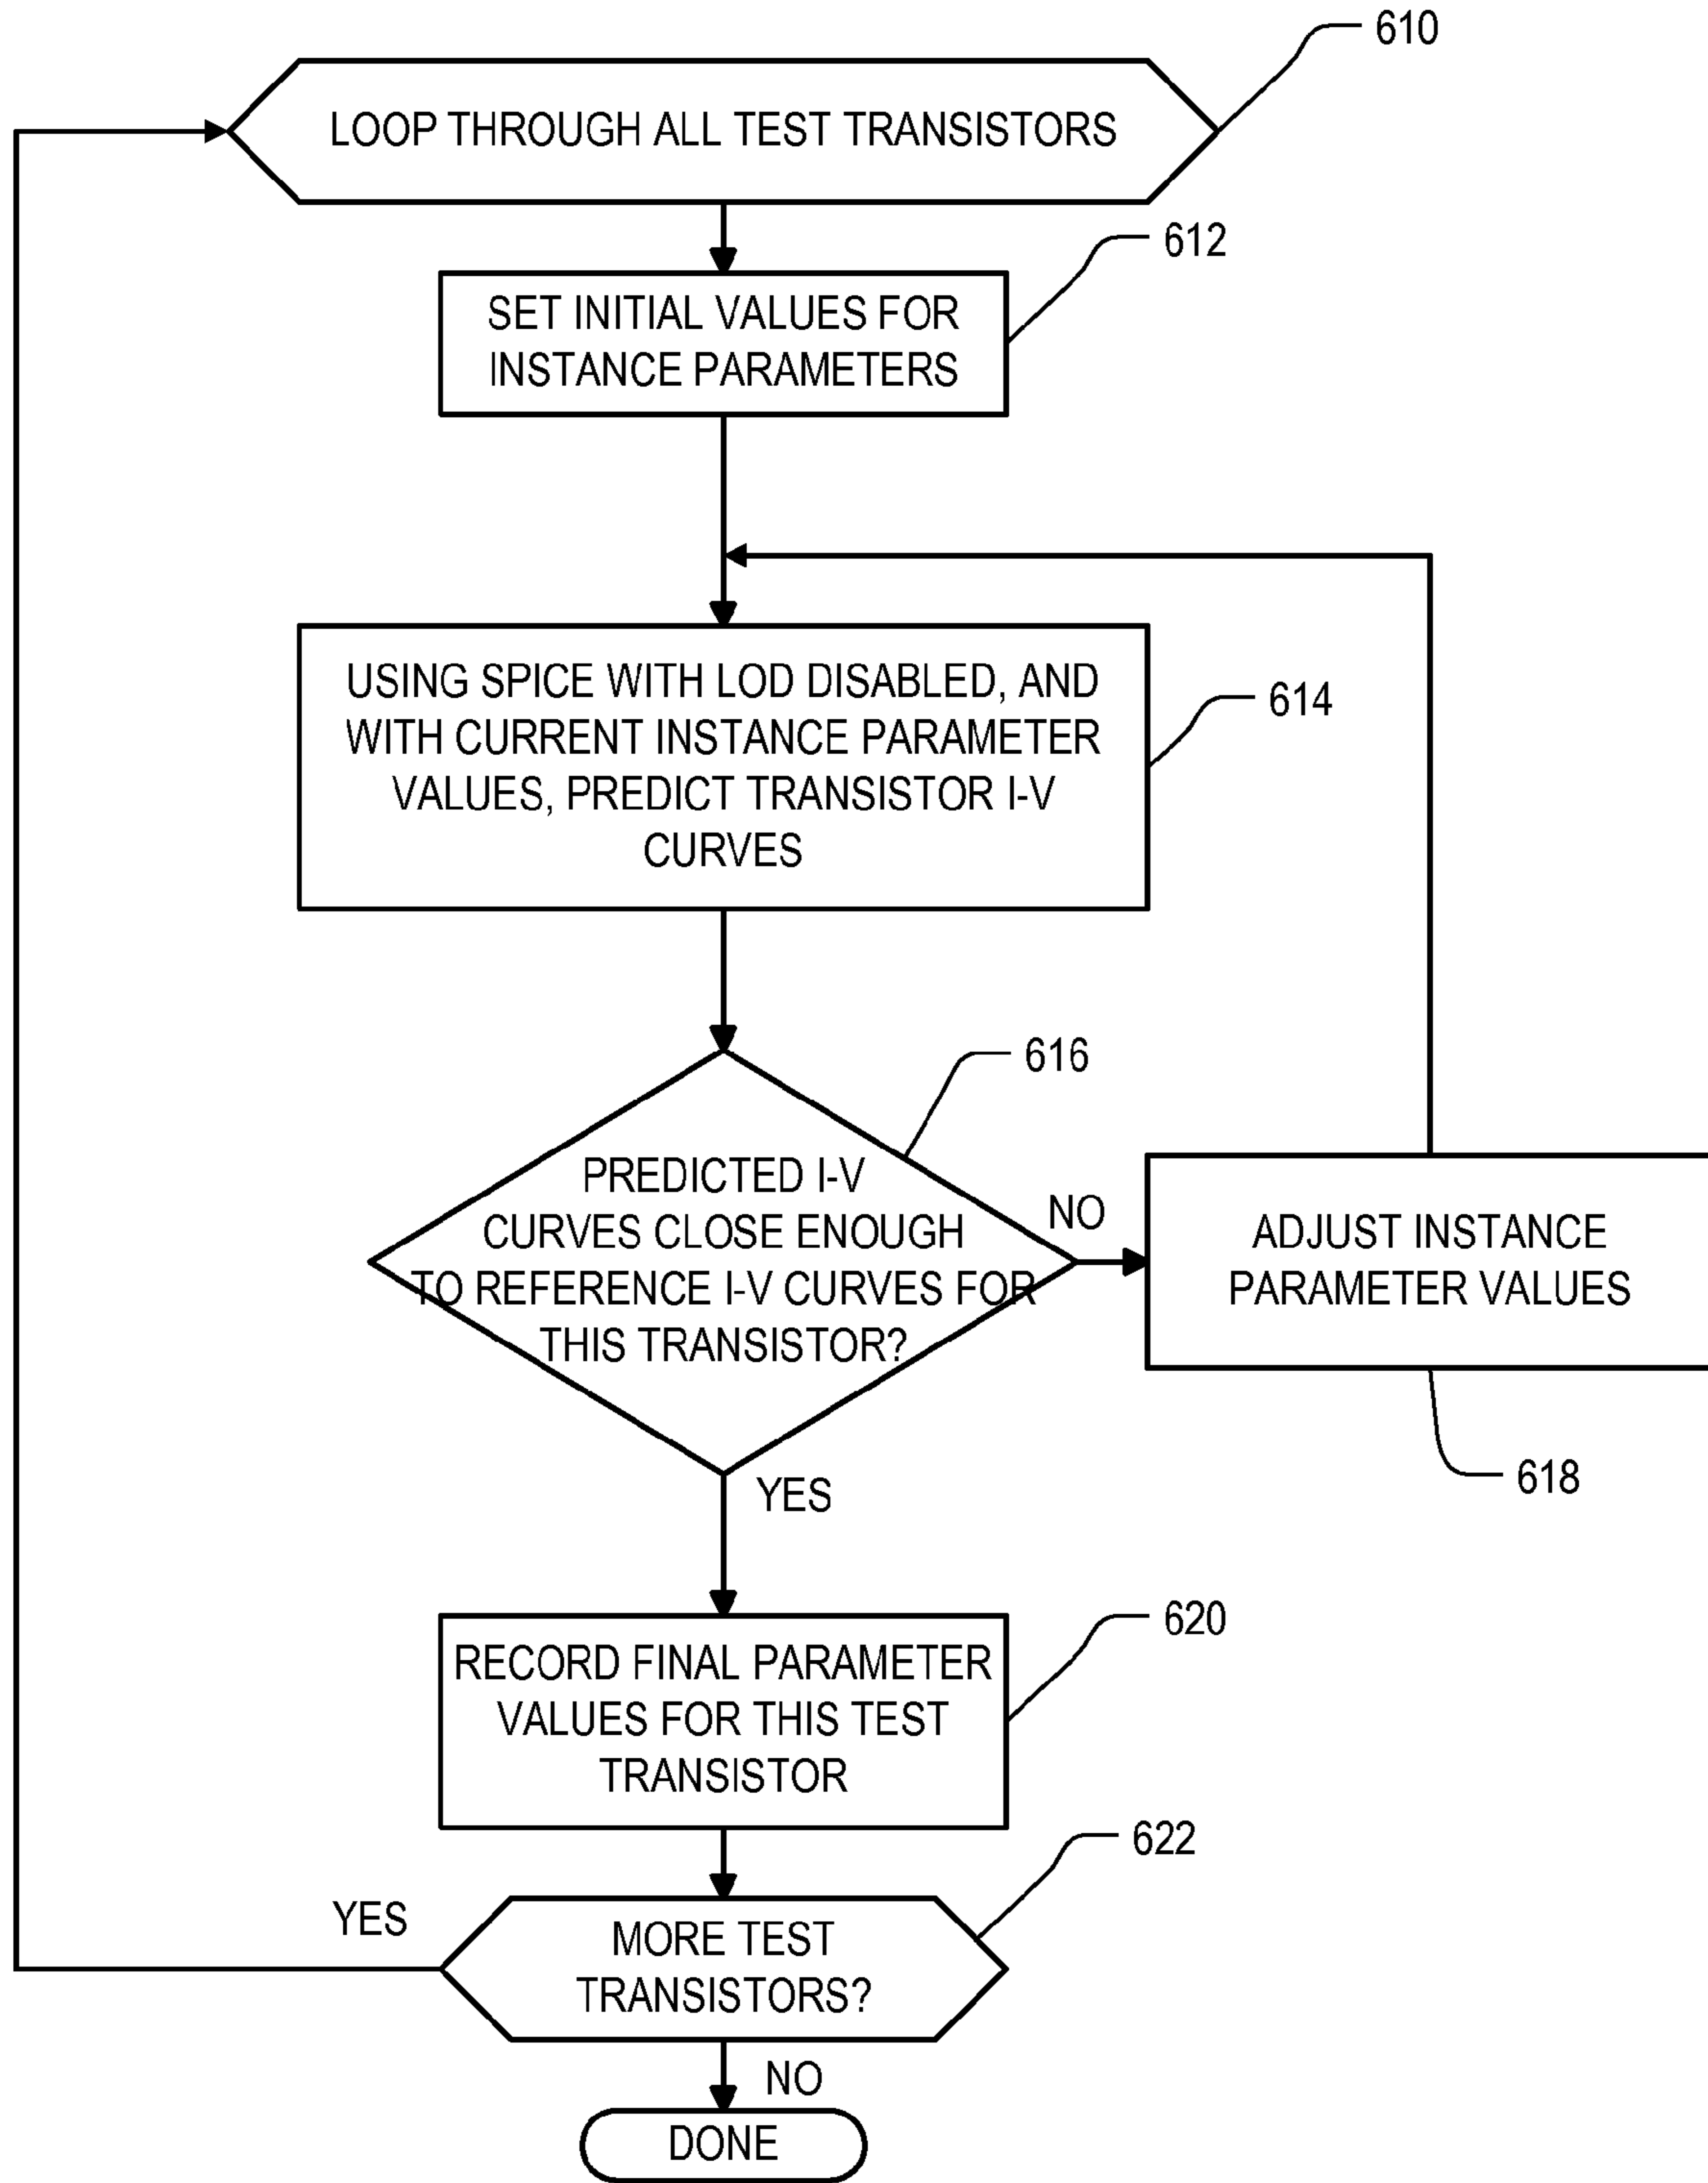 610
LOOP THROUGH ALL TEST TRANSISTORS
612
SET INITIAL VALUES FOR
INSTANCE PARAMETERS
USING SPICE WITH LOD DISABLED, AND
WITH CURRENT INSTANCE PARAMETER
VALUES, PREDICT TRANSISTOR I-V
CURVES
614
616
PREDICTED I-V
CURVES CLOSE ENOUGH
TO REFERENCE I-V CURVES FOR
THIS TRANSISTOR?
NO
ADJUST INSTANCE
PARAMETER VALUES
618
YES
RECORD FINAL PARAMETER
VALUES FOR THIS TEST
TRANSISTOR
620
622
YES
MORE TEST
TRANSISTORS?
NO
DONE